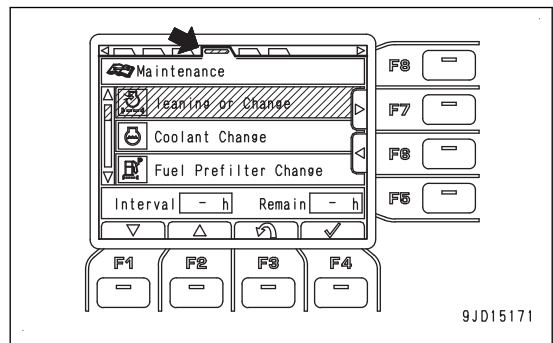 Maintenance
leaning or Change
Coolant Change
Fuel Prefilter Change
Interval - h Remain - h
F8
F7
F6
F5
F1 F2 F3 F4
9JD15171